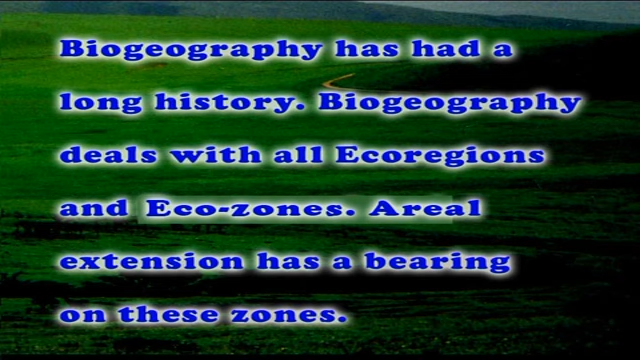 Biogeography has had a
long history. Biogeography
deals with all Ecoregions
and Eco-zones. Areal
extension has a bearing
on these zones.